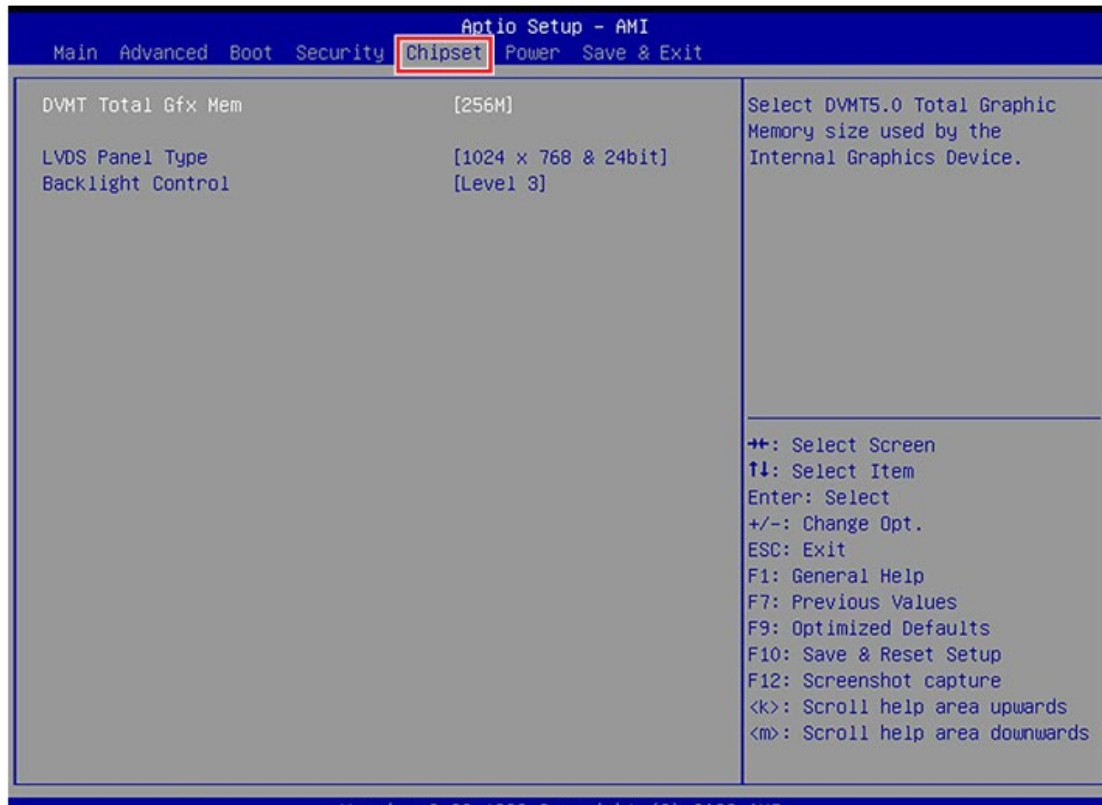 Aptio Setup – AMI
Main Advanced Boot Security Chipset Power Save & Exit
DVMT Total Gfx Mem [256M]
LVDS Panel Type [1024 x 768 & 24bit]
Backlight Control [Level 3]
Select DVMT5.0 Total Graphic
Memory size used by the
Internal Graphics Device.
→←: Select Screen
↑↓: Select Item
Enter: Select
+/-: Change Opt.
ESC: Exit
F1: General Help
F7: Previous Values
F9: Optimized Defaults
F10: Save & Reset Setup
F12: Screenshot capture
<k>: Scroll help area upwards
<m>: Scroll help area downwards